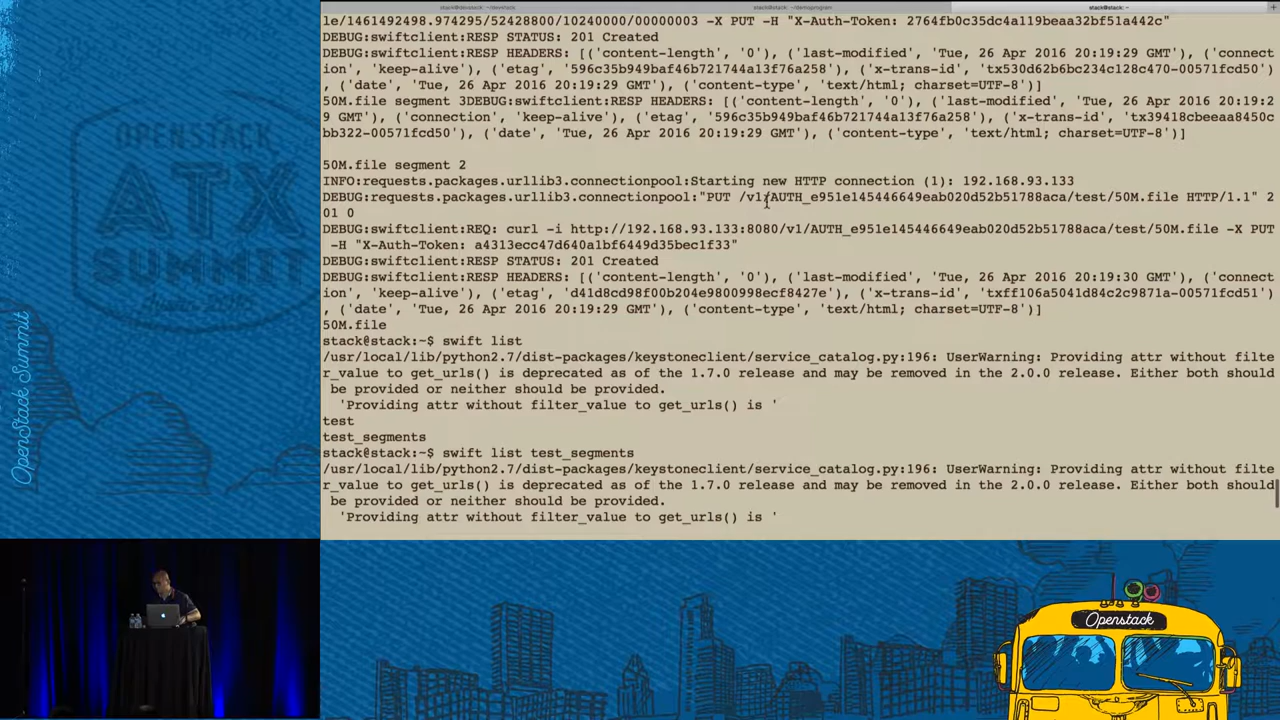 stack@devstack: ~/devstack
stack@stack: ~/demoprogram
stack@stack: ~
le/1461492498.974295/52428800/10240000/00000003 -X PUT -H "X-Auth-Token: 2764fb0c35dc4a119beaa32bf51a442c"
DEBUG:swiftclient:RESP STATUS: 201 Created
DEBUG:swiftclient:RESP HEADERS: [('content-length', '0'), ('last-modified', 'Tue, 26 Apr 2016 20:19:29 GMT'), ('connect
ion', 'keep-alive'), ('etag', '596c35b949baf46b721744a13f76a258'), ('x-trans-id', 'tx530d62b6bc234c128c470-00571fcd50')
, ('date', 'Tue, 26 Apr 2016 20:19:29 GMT'), ('content-type', 'text/html; charset=UTF-8')]
50M.file segment 3DEBUG:swiftclient:RESP HEADERS: [('content-length', '0'), ('last-modified', 'Tue, 26 Apr 2016 20:19:2
9 GMT'), ('connection', 'keep-alive'), ('etag', '596c35b949baf46b721744a13f76a258'), ('x-trans-id', 'tx39418cbeeaa8450c
bb322-00571fcd50'), ('date', 'Tue, 26 Apr 2016 20:19:29 GMT'), ('content-type', 'text/html; charset=UTF-8')]
50M.file segment 2
INFO:requests.packages.urllib3.connectionpool:Starting new HTTP connection (1): 192.168.93.133
DEBUG:requests.packages.urllib3.connectionpool:"PUT /v1/AUTH_e951e145446649eab020d52b51788aca/test/50M.file HTTP/1.1" 2
01 0
DEBUG:swiftclient:REQ: curl -i http://192.168.93.133:8080/v1/AUTH_e951e145446649eab020d52b51788aca/test/50M.file -X PUT
-H "X-Auth-Token: a4313ecc47d640a1bf6449d35bec1f33"
DEBUG:swiftclient:RESP STATUS: 201 Created
DEBUG:swiftclient:RESP HEADERS: [('content-length', '0'), ('last-modified', 'Tue, 26 Apr 2016 20:19:30 GMT'), ('connect
ion', 'keep-alive'), ('etag', 'd41d8cd98f00b204e9800998ecf8427e'), ('x-trans-id', 'txff106a5041d84c2c9871a-00571fcd51')
, ('date', 'Tue, 26 Apr 2016 20:19:29 GMT'), ('content-type', 'text/html; charset=UTF-8')]
50M.file
stack@stack:~$ swift list
/usr/local/lib/python2.7/dist-packages/keystoneclient/service_catalog.py:196: UserWarning: Providing attr without filte
r_value to get_urls() is deprecated as of the 1.7.0 release and may be removed in the 2.0.0 release. Either both should
be provided or neither should be provided.
'Providing attr without filter_value to get_urls() is '
test
test_segments
stack@stack:~$ swift list test_segments
/usr/local/lib/python2.7/dist-packages/keystoneclient/service_catalog.py:196: UserWarning: Providing attr without filte
r_value to get_urls() is deprecated as of the 1.7.0 release and may be removed in the 2.0.0 release. Either both should
be provided or neither should be provided.
'Providing attr without filter_value to get_urls() is '
OPENSTACK
ATX
SUMMIT
OpenStack Summit
Openstack